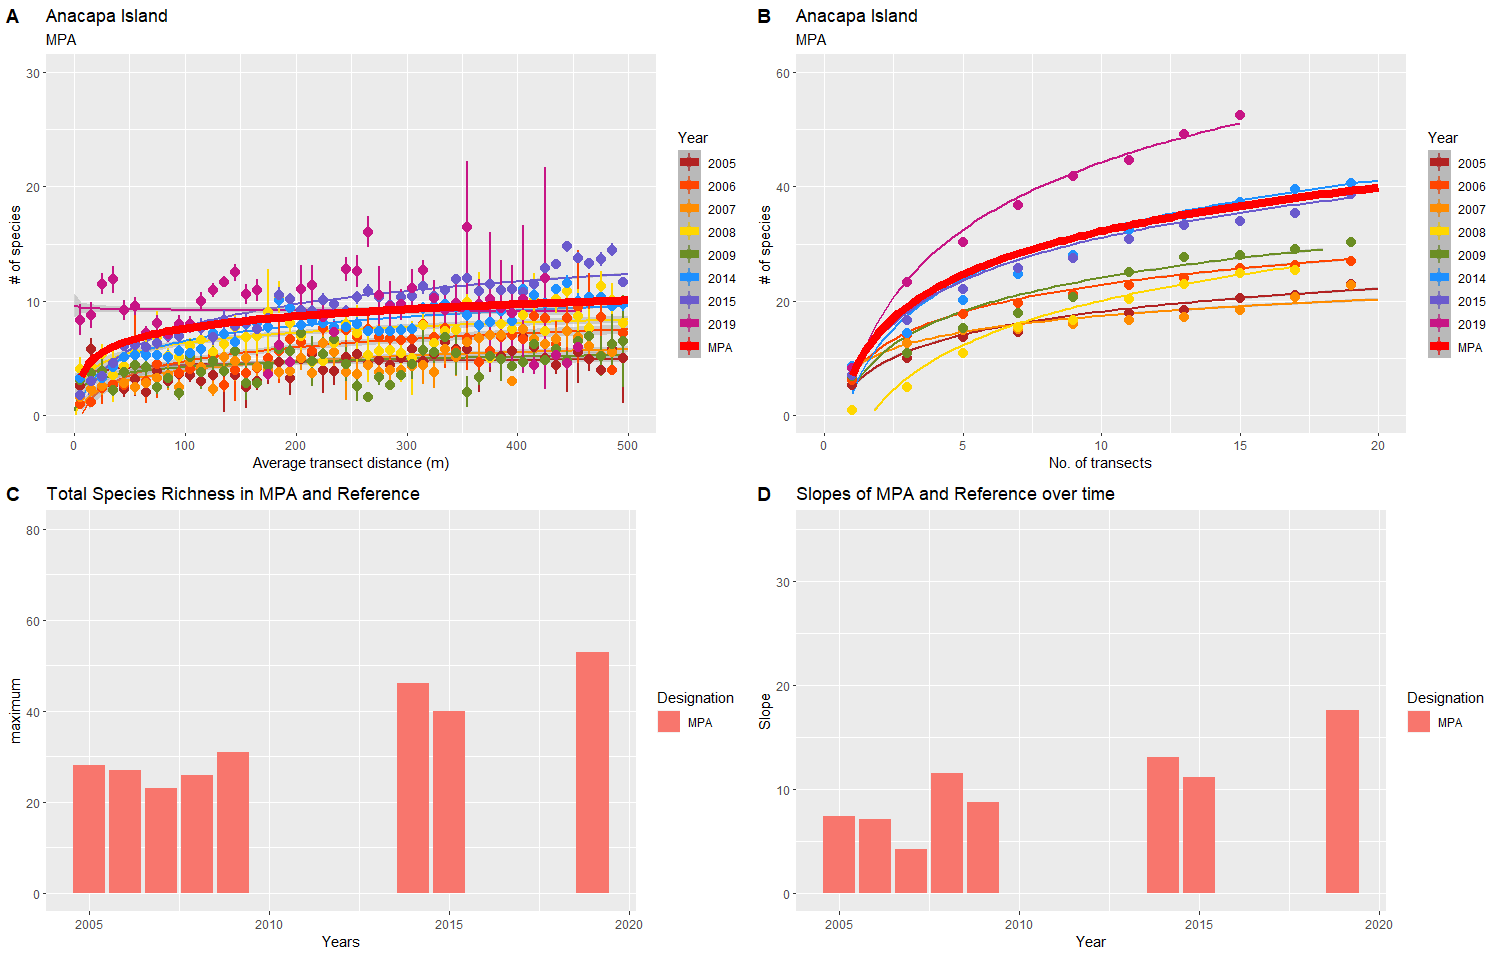 A
Anacapa Island
MPA
30
20
10
0
# of species
0 100 200 300 400 500
Average transect distance (m)
Year
2005
2006
2007
2008
2009
2014
2015
2019
MPA
B
Anacapa Island
MPA
60
40
20
0
# of species
0 5 10 15 20
No. of transects
Year
2005
2006
2007
2008
2009
2014
2015
2019
MPA
C
Total Species Richness in MPA and Reference
80
60
40
20
0
maximum
2005 2010 2015 2020
Years
Designation
MPA
D
Slopes of MPA and Reference over time
30
20
10
0
Slope
2005 2010 2015 2020
Year
Designation
MPA